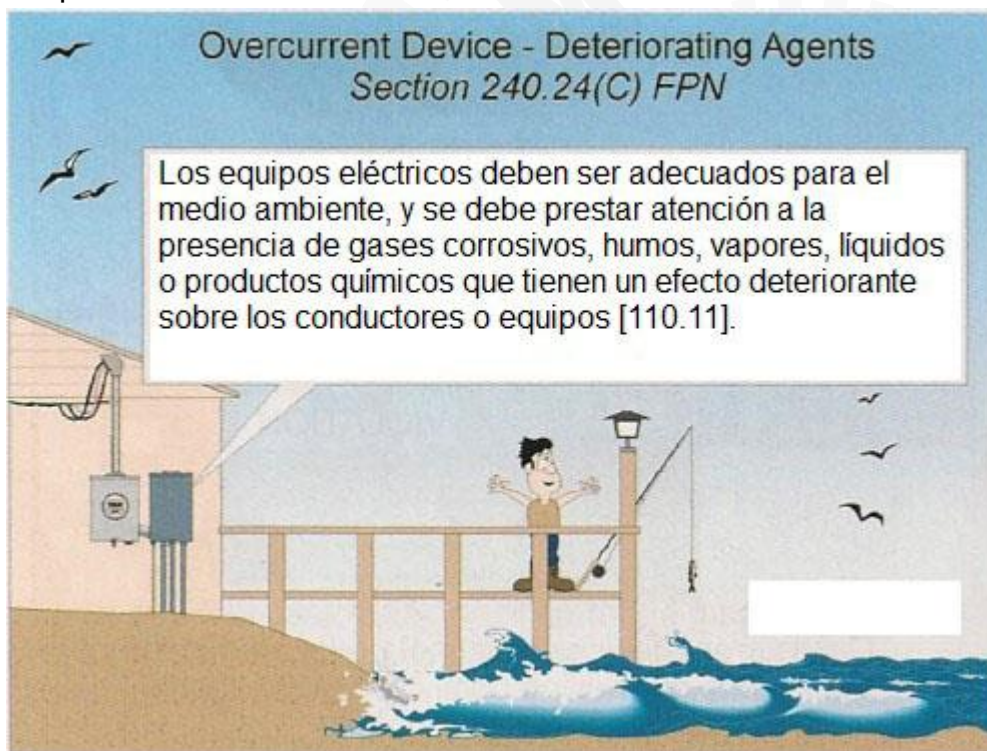 Overcurrent Device - Deteriorating Agents
Section 240.24(C) FPN
Los equipos eléctricos deben ser adecuados para el
medio ambiente, y se debe prestar atención a la
presencia de gases corrosivos, humos, vapores, líquidos
o productos químicos que tienen un efecto deteriorante
sobre los conductores o equipos [110.11].